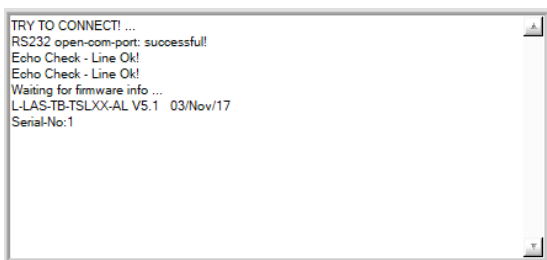 TRY TO CONNECT! ...
RS232 open-com-port: successful!
Echo Check - Line Ok!
Echo Check - Line Ok!
Waiting for firmware info ...
L-LAS-TB-TSLXX-AL V5.1   03/Nov/17
Serial-No:1